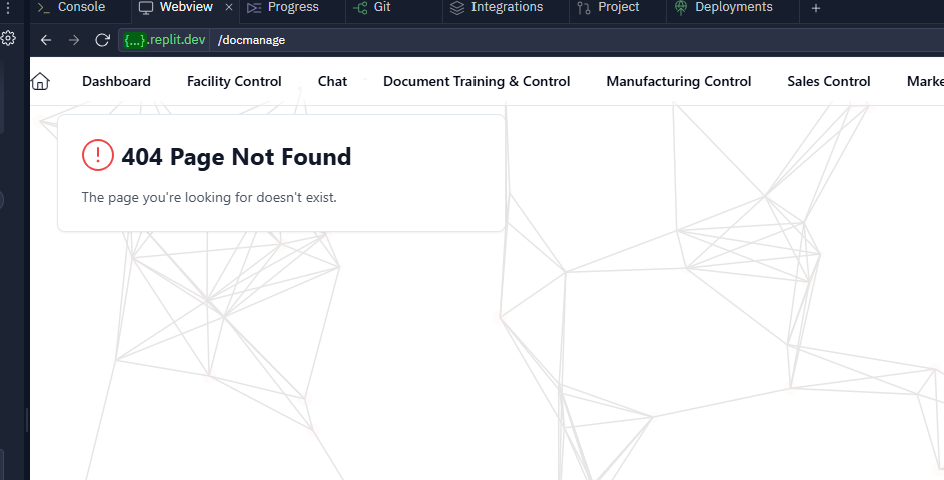 Console Webview Progress Git Integrations Project Deployments
{...}.replit.dev /docmanage
Dashboard Facility Control Chat Document Training & Control Manufacturing Control Sales Control Marke
404 Page Not Found
The page you're looking for doesn't exist.